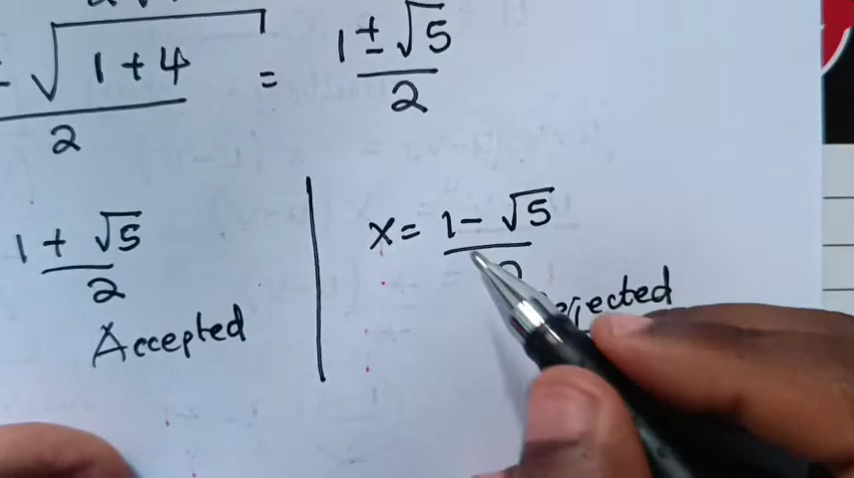 √1+4 / 2 = 1±√5 / 2
1+√5 / 2
Accepted
x = 1-√5